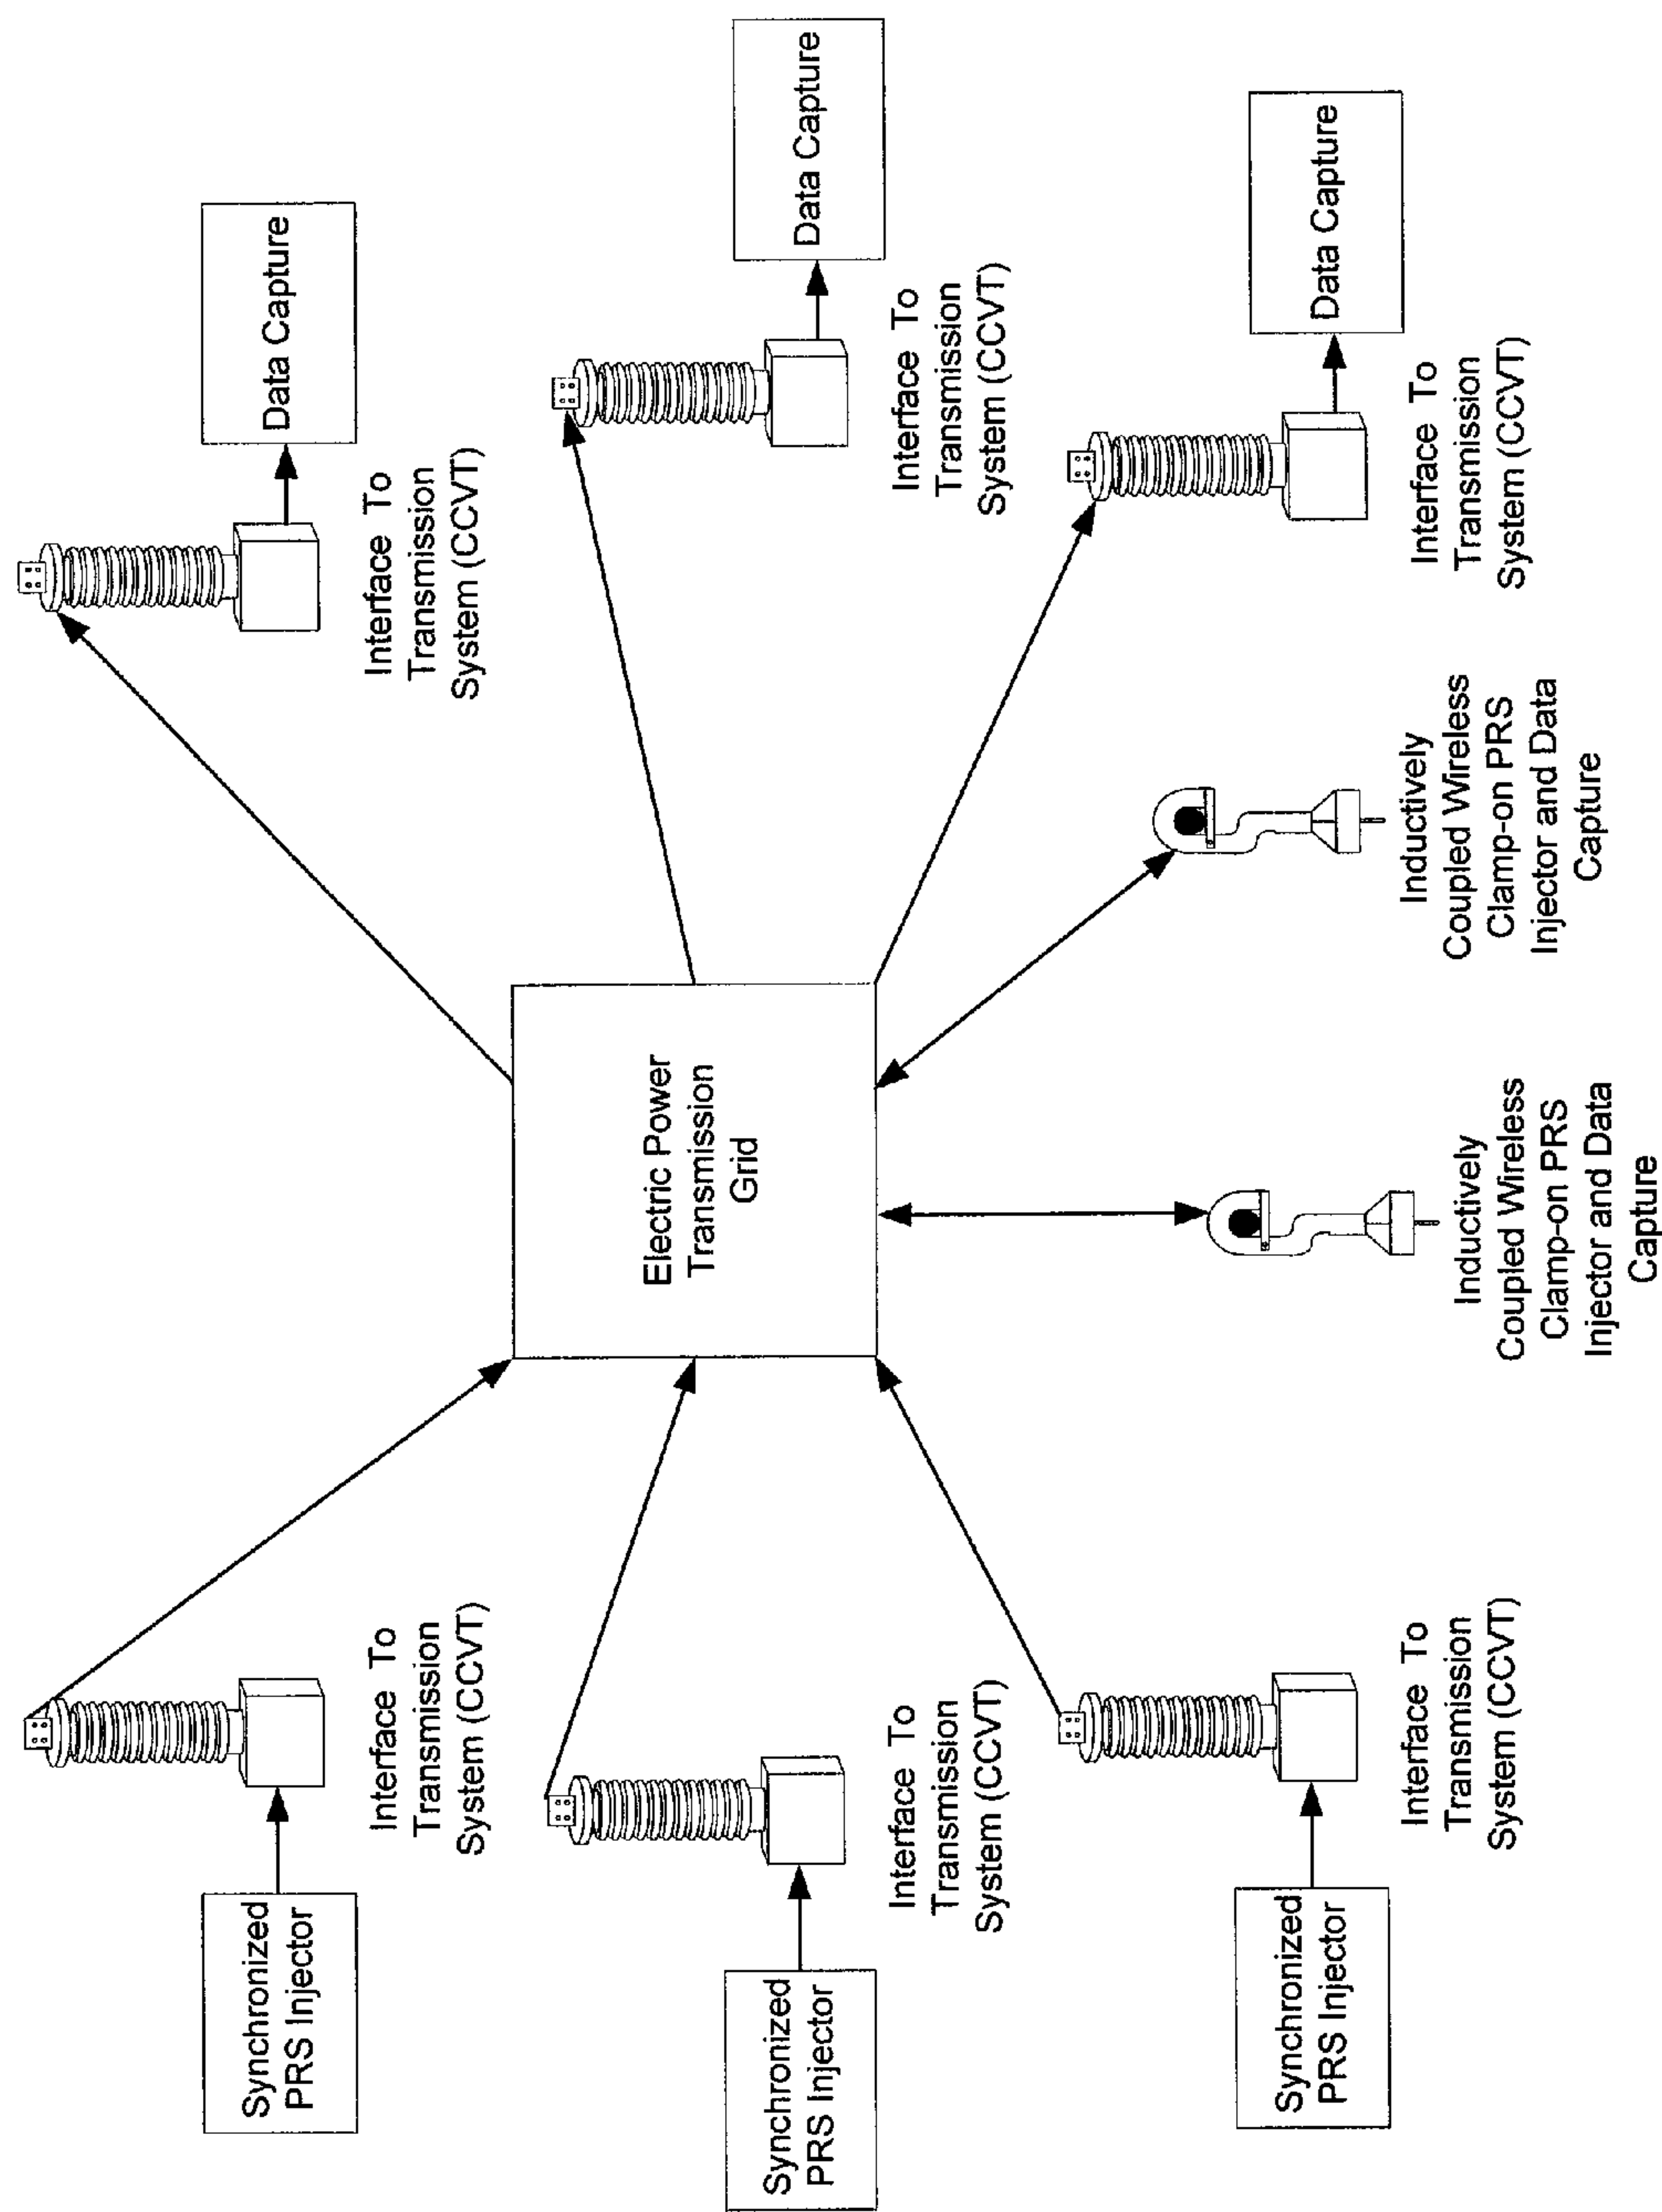 Synchronized
PRS Injector
Interface To
Transmission
System (CCVT)
Synchronized
PRS Injector
Interface To
Transmission
System (CCVT)
Synchronized
PRS Injector
Interface To
Transmission
System (CCVT)
Electric Power
Transmission
Grid
Inductively
Coupled Wireless
Clamp-on PRS
Injector and Data
Capture
Inductively
Coupled Wireless
Clamp-on PRS
Injector and Data
Capture
Data Capture
Interface To
Transmission
System (CCVT)
Data Capture
Interface To
Transmission
System (CCVT)
Data Capture
Interface To
Transmission
System (CCVT)